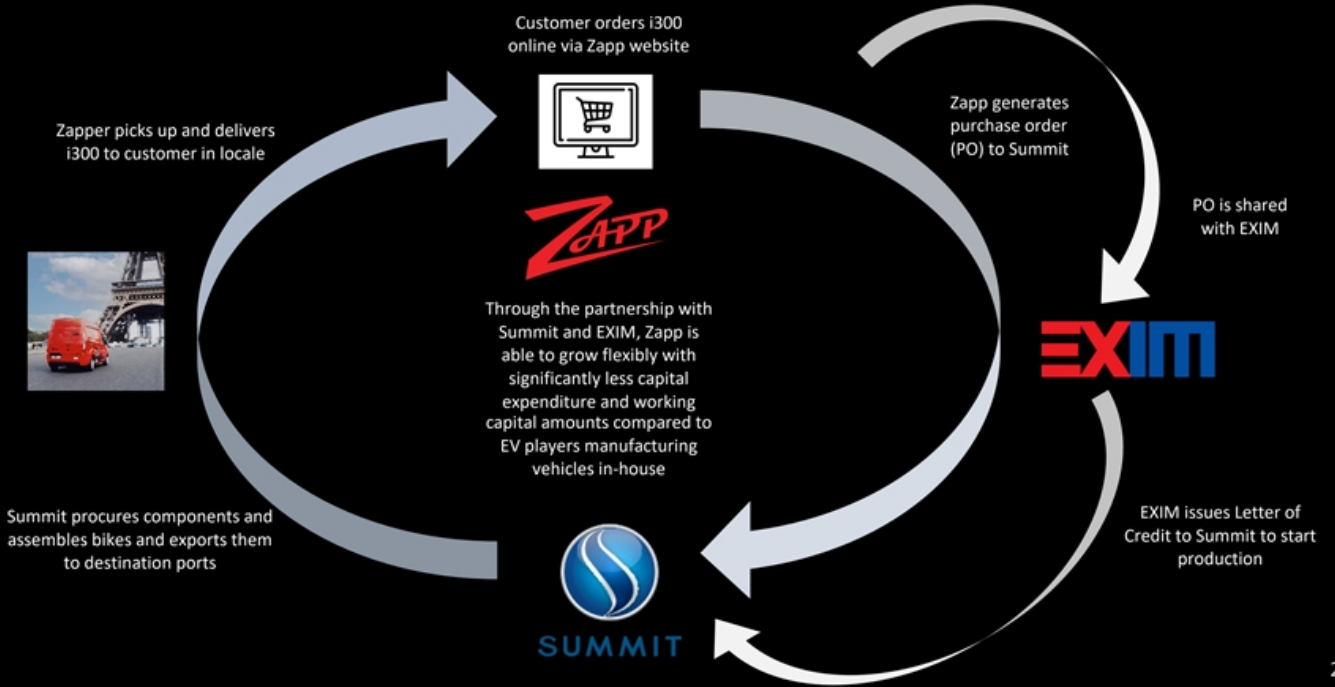 Customer orders i300
online via Zapp website
Zapper picks up and delivers
i300 to customer in locale
Zapp generates
purchase order
(PO) to Summit
PO is shared
with EXIM
ZAPP
Through the partnership with
Summit and EXIM, Zapp is
able to grow flexibly with
significantly less capital
expenditure and working
capital amounts compared to
EV players manufacturing
vehicles in-house
EXIM
Summit procures components and
assembles bikes and exports them
to destination ports
EXIM issues Letter of
Credit to Summit to start
production
SUMMIT